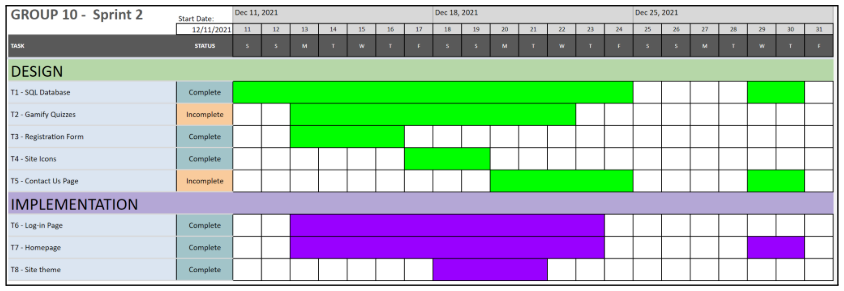 GROUP 10 - Sprint 2 Start Date: Dec 11, 2021 Dec 18, 2021 Dec 25, 2021
12/11/2021 11 12 13 14 15 16 17 18 19 20 21 22 23 24 25 26 27 28 29 30 31
TASK STATUS S S M T W T F S S M T W T F S S M T W T F
DESIGN
T1 - SQL Database Complete
T2 - Gamify Quizzes Incomplete
T3 - Registration Form Complete
T4 - Site Icons Complete
T5 - Contact Us Page Incomplete
IMPLEMENTATION
T6 - Log-in Page Complete
T7 - Homepage Complete
T8 - Site theme Complete